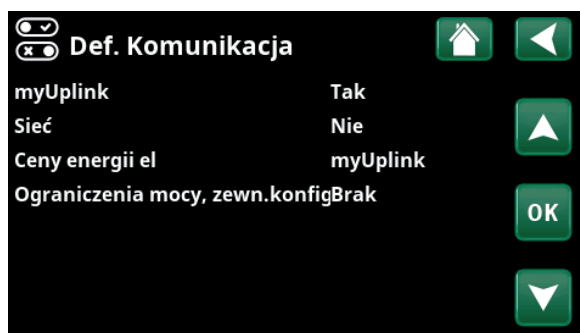 Def. Komunikacja
myUplink Tak
Sieć Nie
Ceny energii el myUplink
Ograniczenia mocy, zewn.konfigBrak
OK